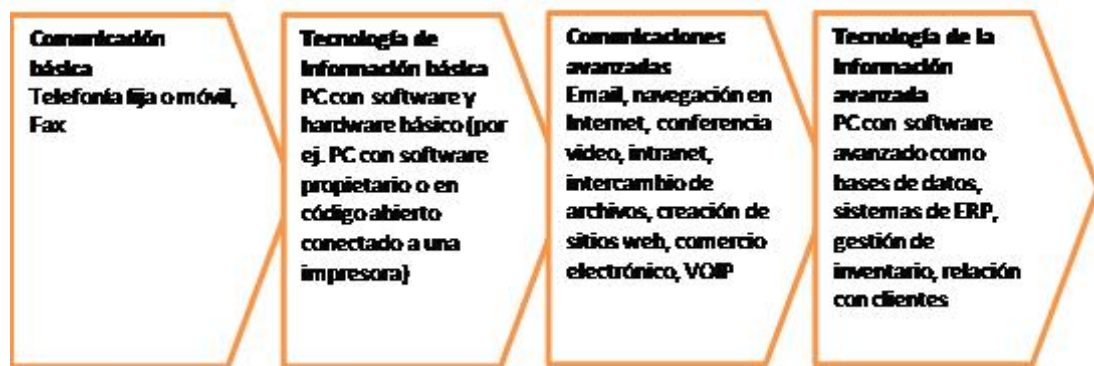 Comunicación
básica
Telefonía fija o móvil,
Fax
Tecnología de
Información básica
PC con software y
hardware básico (por
ej. PC con software
propietario o en
código abierto
conectado a una
impresora)
Comunicaciones
avanzadas
Email, navegación en
Internet, conferencia
video, intranet,
intercambio de
archivos, creación de
sitios web, comercio
electrónico, VOIP
Tecnología de la
Información
avanzada
PC con software
avanzado como
bases de datos,
sistemas de ERP,
gestión de
inventario, relación
con clientes